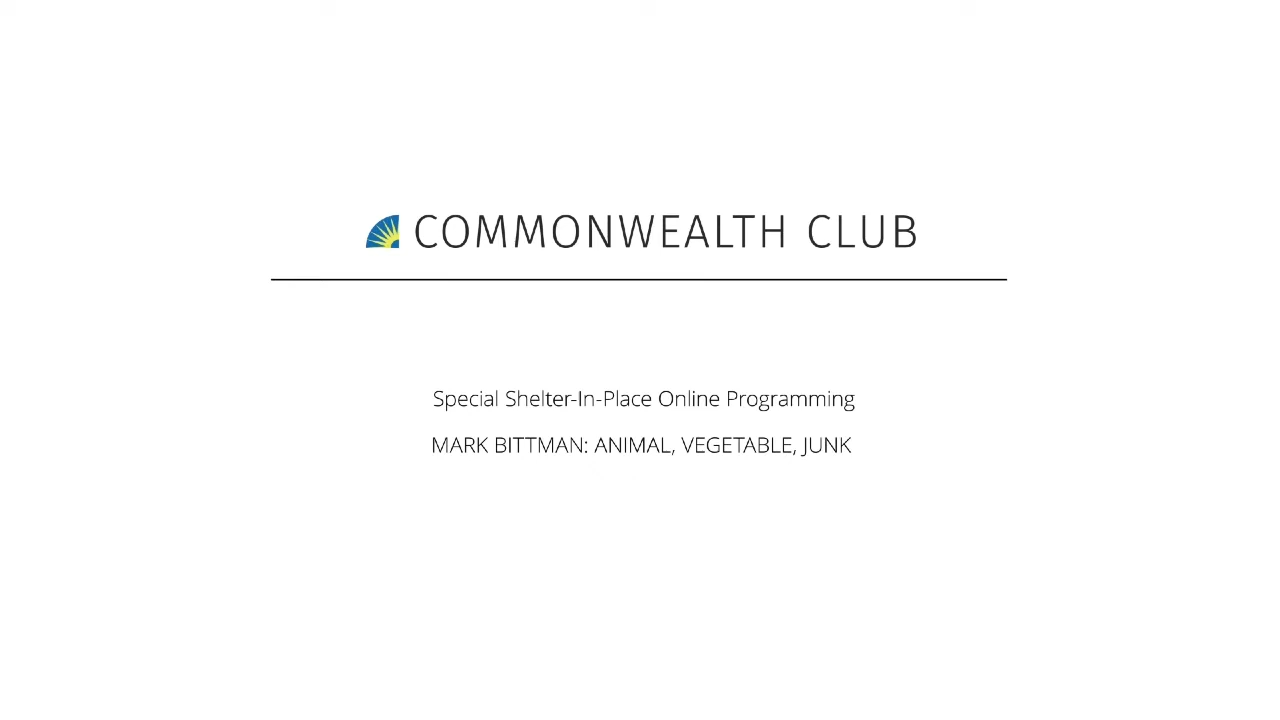 COMMONWEALTH CLUB
Special Shelter-In-Place Online Programming
MARK BITTMAN: ANIMAL, VEGETABLE, JUNK